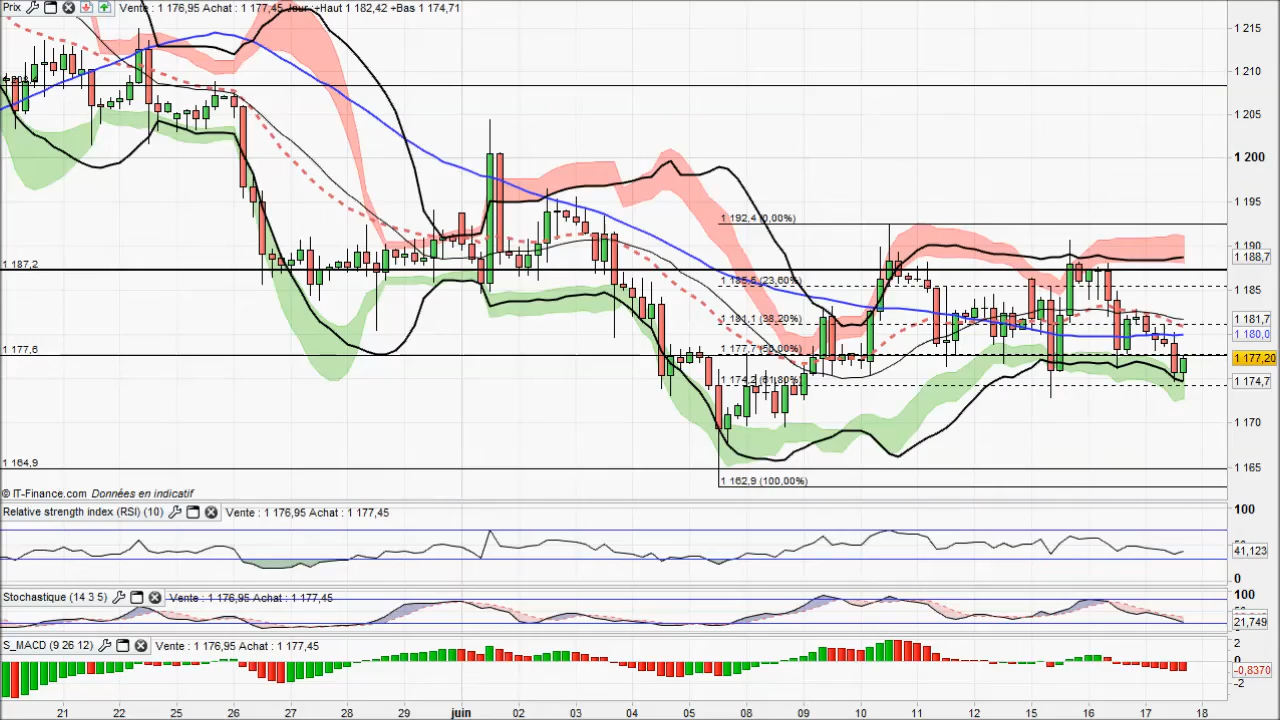 Prix Vente : 1 176,95 Achat : 1 177,45 Jour :+Haut 1 182,42 +Bas 1 174,71
1 215
1 210
1 205
1 200
1 195
1 192,4 (0,00%)
1 190
1 188,7
1 187,2
1 185,5 (23,60%)
1 185
1 181,1 (38,20%)
1 181,7
1 180,0
1 177,6
1 177,7 (50,00%)
1 177,20
1 174,2 (61,80%)
1 174,7
1 170
1 164,9
1 165
1 162,9 (100,00%)
© IT-Finance.com Données en indicatif
Relative strength index (RSI) (10) Vente : 1 176,95 Achat : 1 177,45
100
41,123
0
Stochastique (14 3 5) Vente : 1 176,95 Achat : 1 177,45
100
21,749
S_MACD (9 26 12) Vente : 1 176,95 Achat : 1 177,45
2
0
-0,8370
-2
21 22 25 26 27 28 29 juin 02 03 04 05 08 09 10 11 12 15 16 17 18